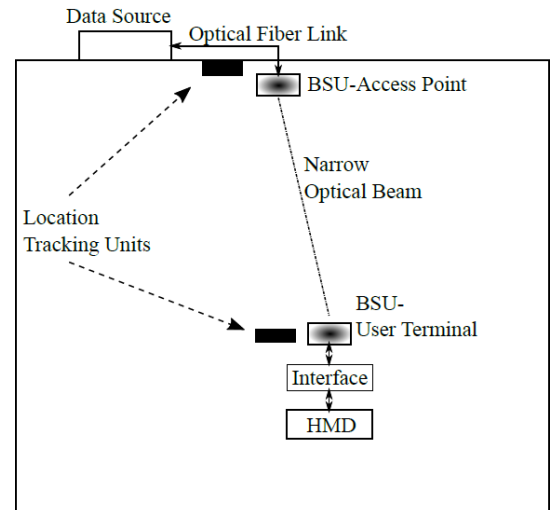 Data Source
Optical Fiber Link
BSU-Access Point
Narrow
Optical Beam
Location
Tracking Units
BSU-
User Terminal
Interface
HMD